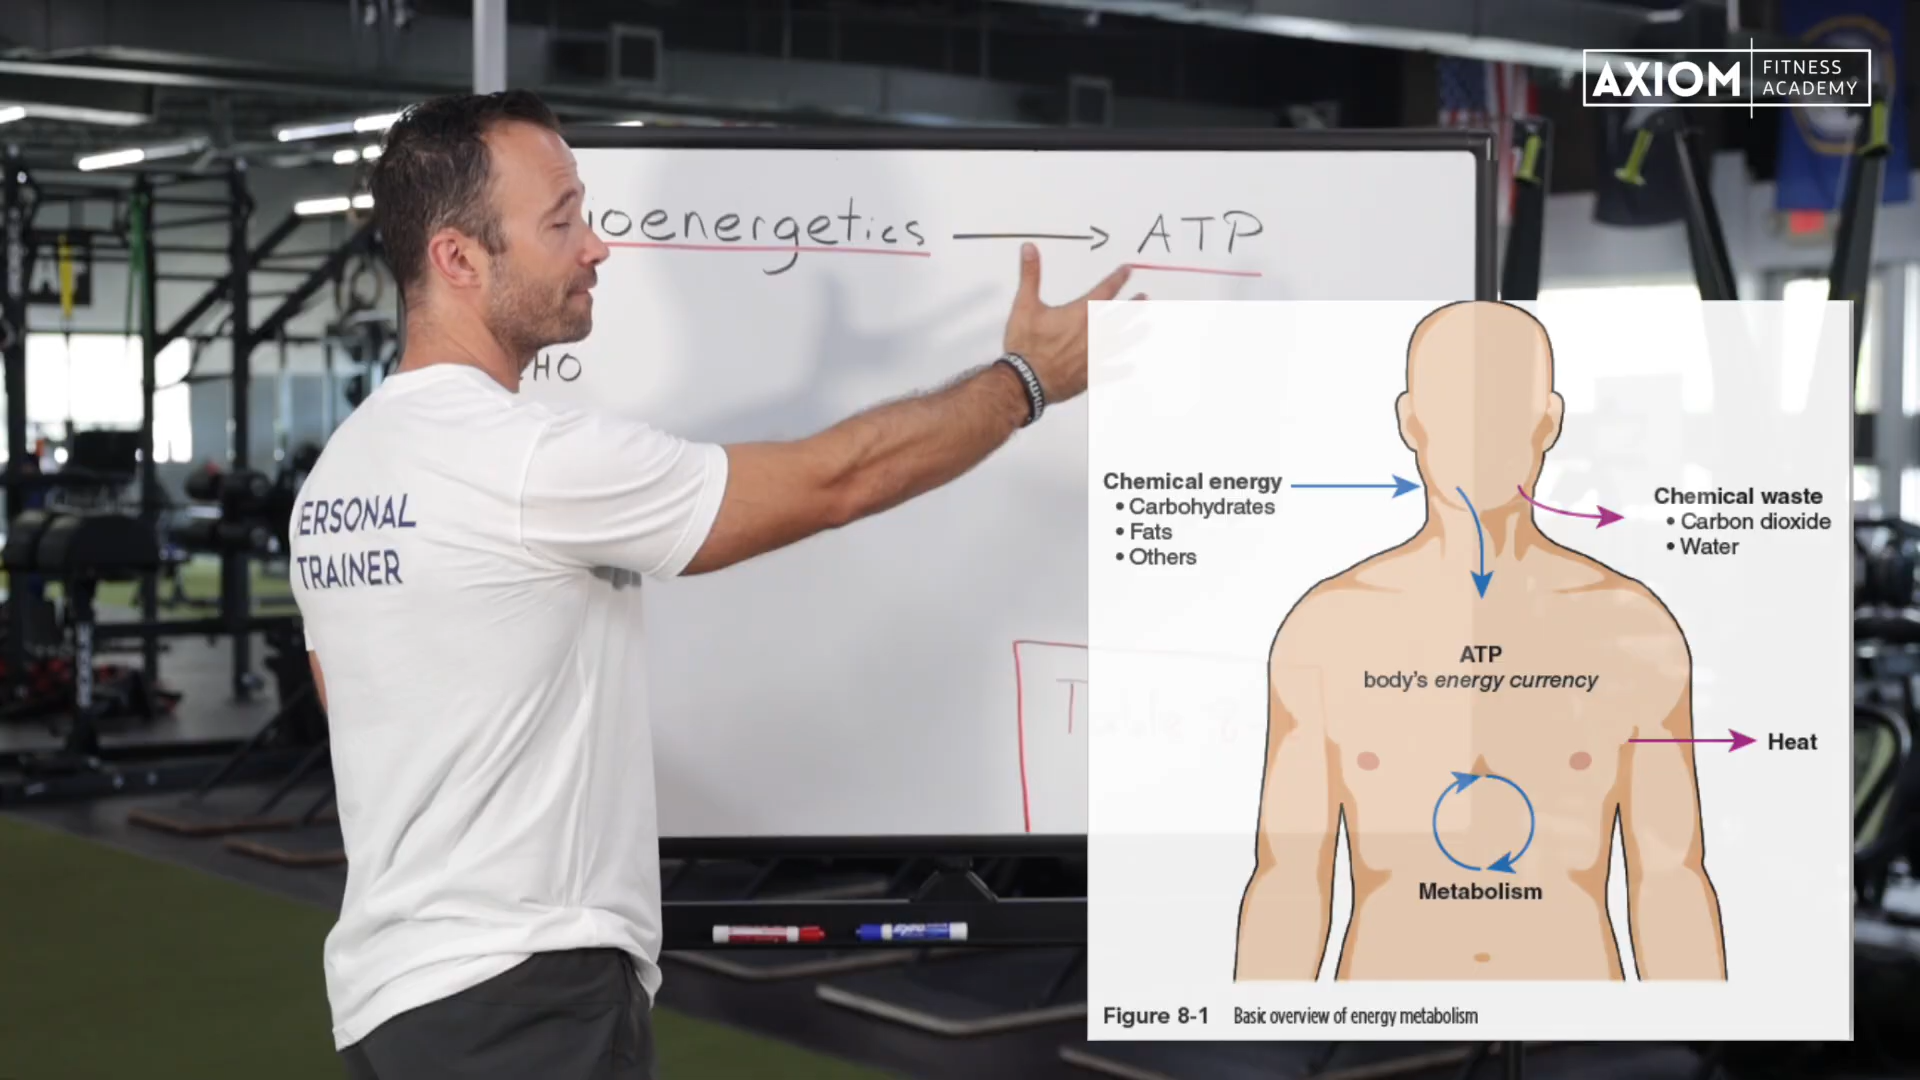 AXIOM
FITNESS
ACADEMY
ioenergetics → ATP
HO
ERSONAL
TRAINER
Chemical energy
• Carbohydrates
• Fats
• Others
Chemical waste
• Carbon dioxide
• Water
ATP
body's energy currency
Heat
Metabolism
Figure 8-1 Basic overview of energy metabolism